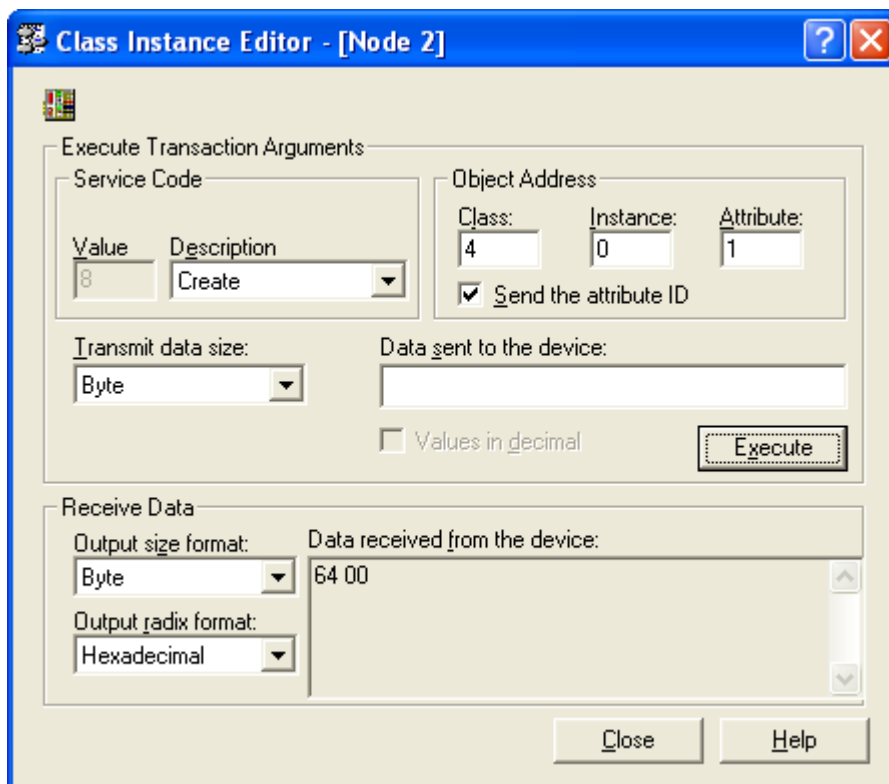 Class Instance Editor - [Node 2]
Execute Transaction Arguments
Service Code
Value
Description
8
Create
Object Address
Class:
Instance:
Attribute:
4
0
1
Send the attribute ID
Transmit data size:
Byte
Data sent to the device:
Values in decimal
Execute
Receive Data
Output size format:
Byte
Output radix format:
Hexadecimal
Data received from the device:
64 00
Close
Help